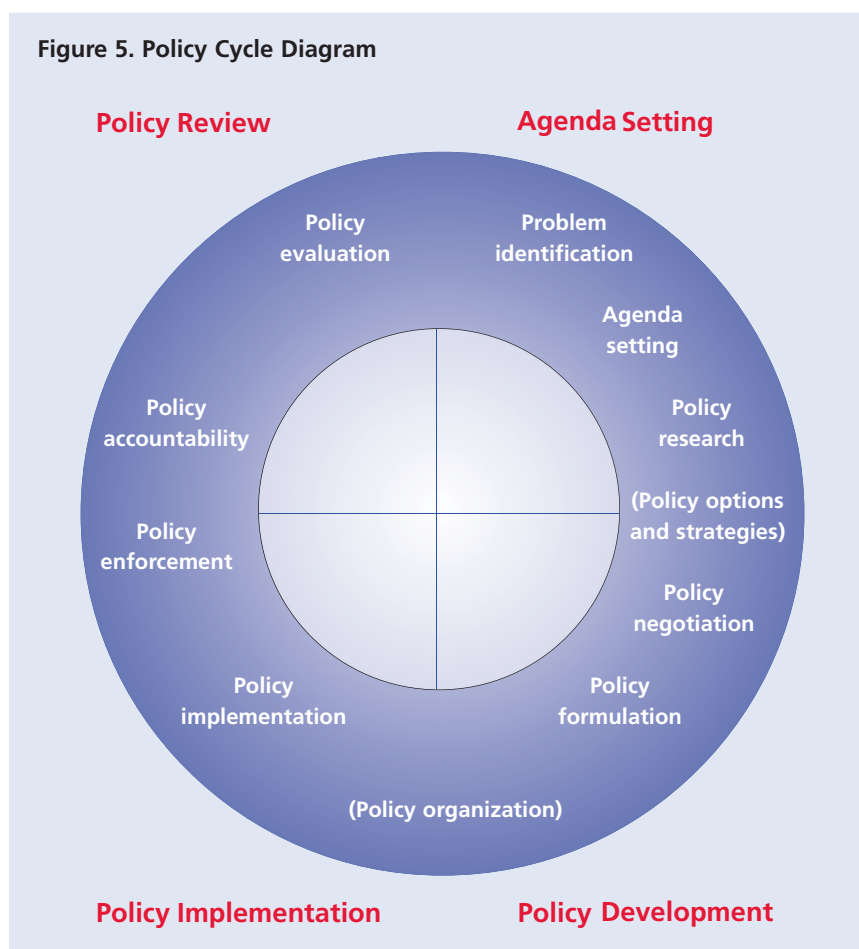 Figure 5. Policy Cycle Diagram
Policy Review
Agenda Setting
Policy
evaluation
Problem
identification
Agenda
setting
Policy
research
(Policy options
and strategies)
Policy
negotiation
Policy
formulation
(Policy organization)
Policy
implementation
Policy
enforcement
Policy
accountability
Policy Implementation
Policy Development